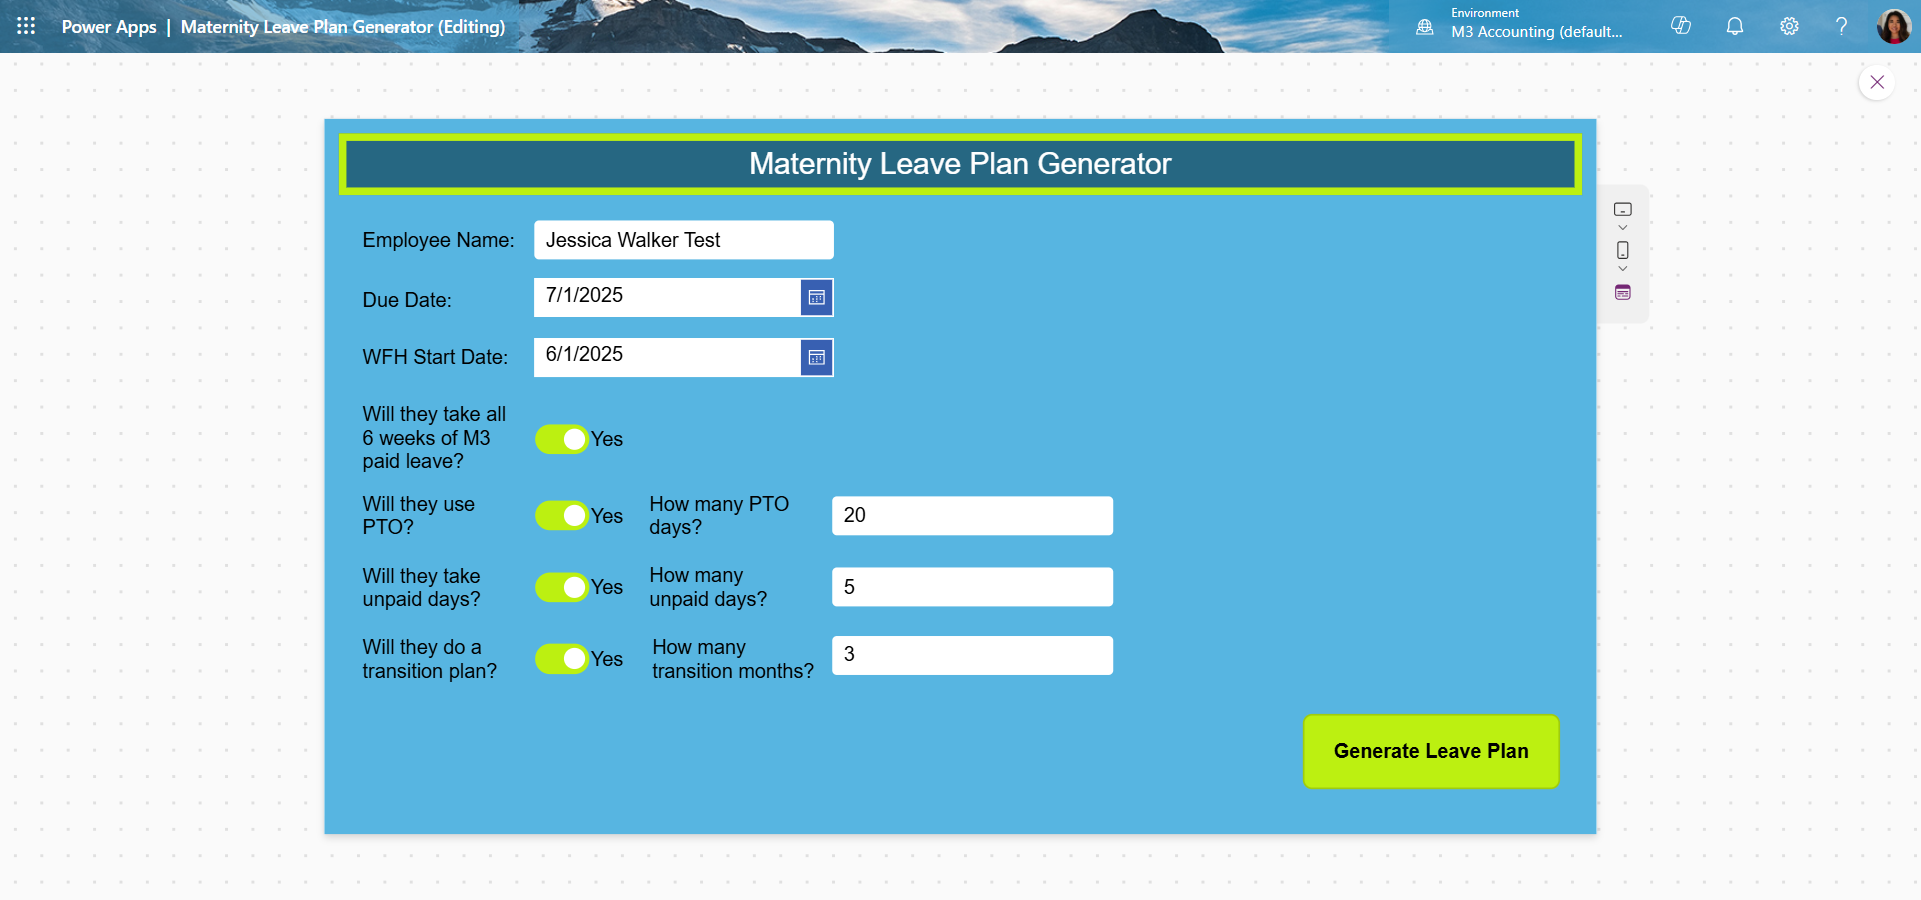 Power Apps | Maternity Leave Plan Generator (Editing)
Environment
M3 Accounting (default...
Maternity Leave Plan Generator
Employee Name:
Jessica Walker Test
Due Date:
7/1/2025
WFH Start Date:
6/1/2025
Will they take all
6 weeks of M3
paid leave?
Yes
Will they use
PTO?
Yes
How many PTO
days?
20
Will they take
unpaid days?
Yes
How many
unpaid days?
5
Will they do a
transition plan?
Yes
How many
transition months?
3
Generate Leave Plan